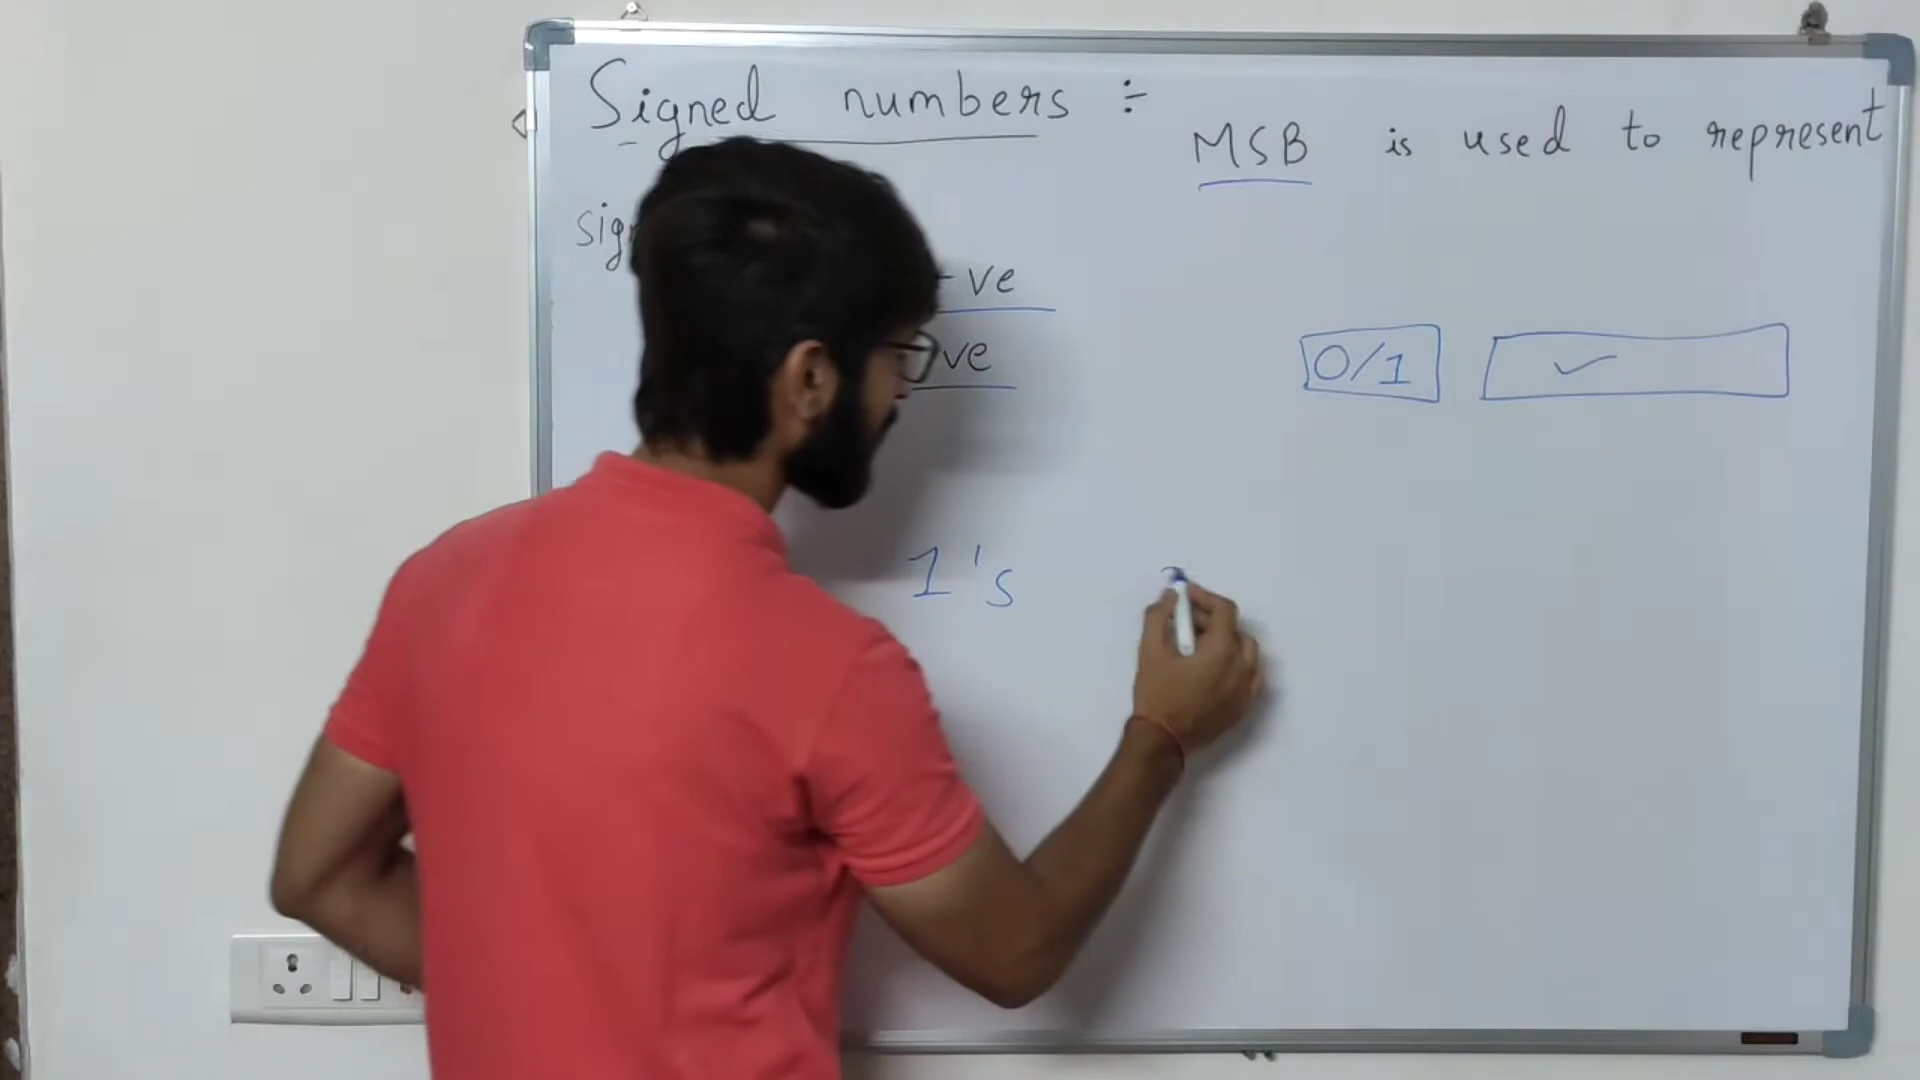 Signed numbers :-
MSB is used to represent
+ve
ve
0/1
1's